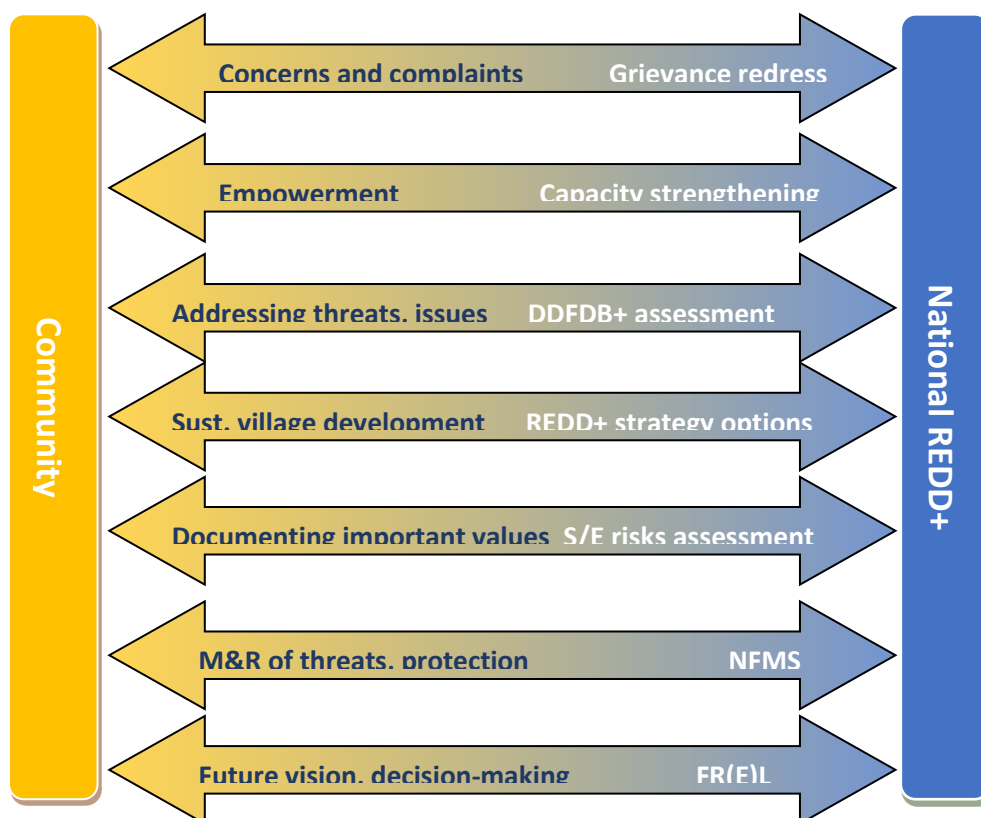 Community
Concerns and complaints Grievance redress
Empowerment Capacity strengthening
Addressing threats, issues DDFDB+ assessment
Sust. village development REDD+ strategy options
Documenting important values S/E risks assessment
M&R of threats, protection NFMS
Future vision, decision-making FR(E)L
National REDD+